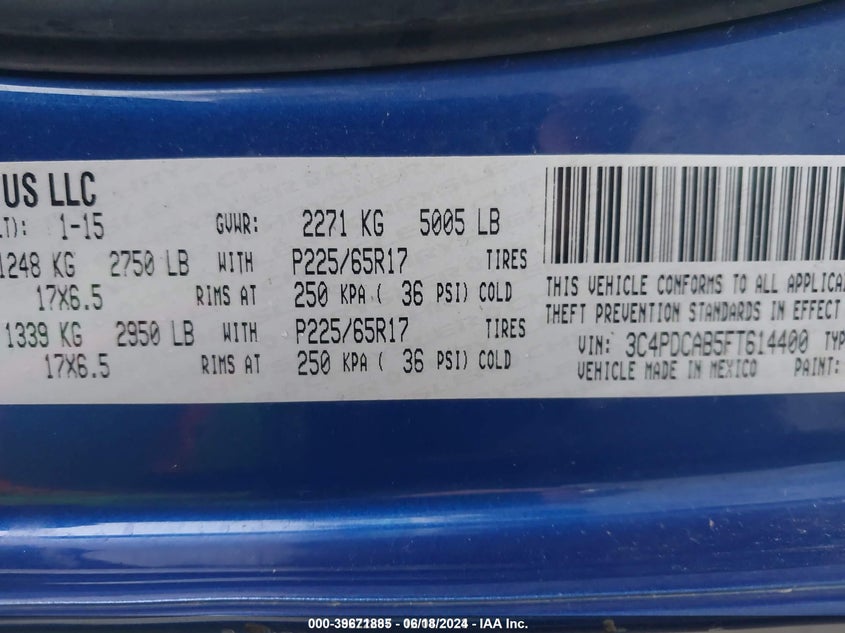 US LLC
LT): 1-15 GVWR: 2271 KG 5005 LB
1248 KG 2750 LB WITH P225/65R17 TIRES
17X6.5 RIMS AT 250 KPA ( 36 PSI) COLD
1339 KG 2950 LB WITH P225/65R17 TIRES
17X6.5 RIMS AT 250 KPA ( 36 PSI) COLD
THIS VEHICLE CONFORMS TO ALL APPLICA
THEFT PREVENTION STANDARDS IN EFFECT
VIN: 3C4PDCAB5FT614400 TYP
VEHICLE MADE IN MEXICO PAINT:
000-39671895 - 06/18/2024 - IAA Inc.